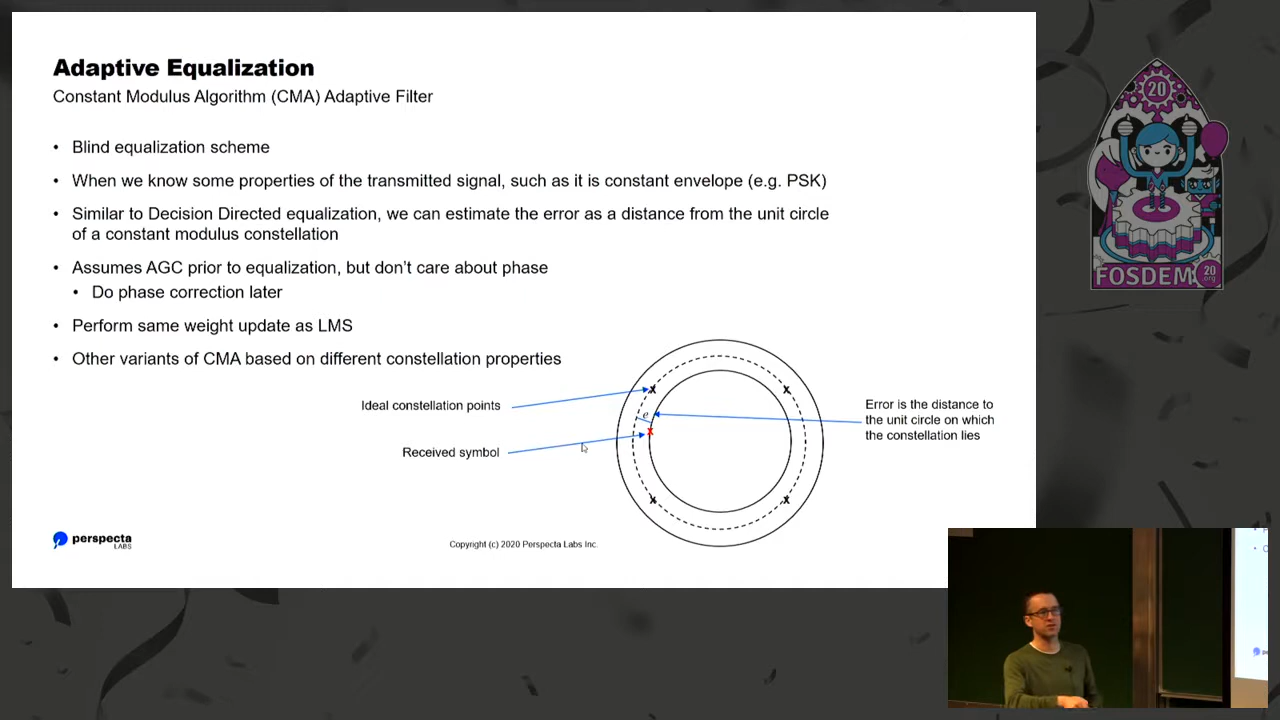 Adaptive Equalization
Constant Modulus Algorithm (CMA) Adaptive Filter
• Blind equalization scheme
• When we know some properties of the transmitted signal, such as it is constant envelope (e.g. PSK)
• Similar to Decision Directed equalization, we can estimate the error as a distance from the unit circle
of a constant modulus constellation
• Assumes AGC prior to equalization, but don't care about phase
• Do phase correction later
• Perform same weight update as LMS
• Other variants of CMA based on different constellation properties
Ideal constellation points
Received symbol
x
x
e
x
x
x
Error is the distance to
the unit circle on which
the constellation lies
perspecta
LABS
Copyright (c) 2020 Perspecta Labs Inc.
20
FOSDEM
20
.org